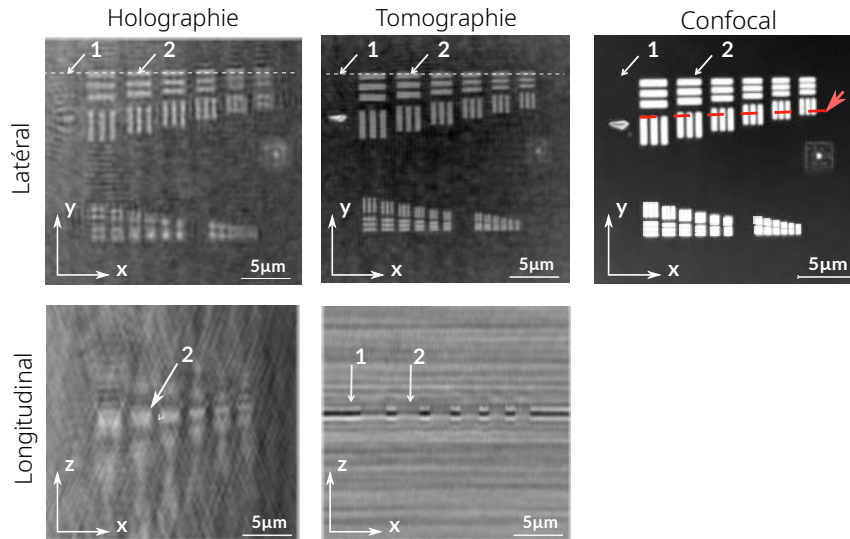 Holographie
Tomographie
Confocal
Latéral
1
2
y
x
5µm
1
2
y
x
5µm
1
2
y
x
5µm
Longitudinal
2
z
x
5µm
1
2
z
x
5µm